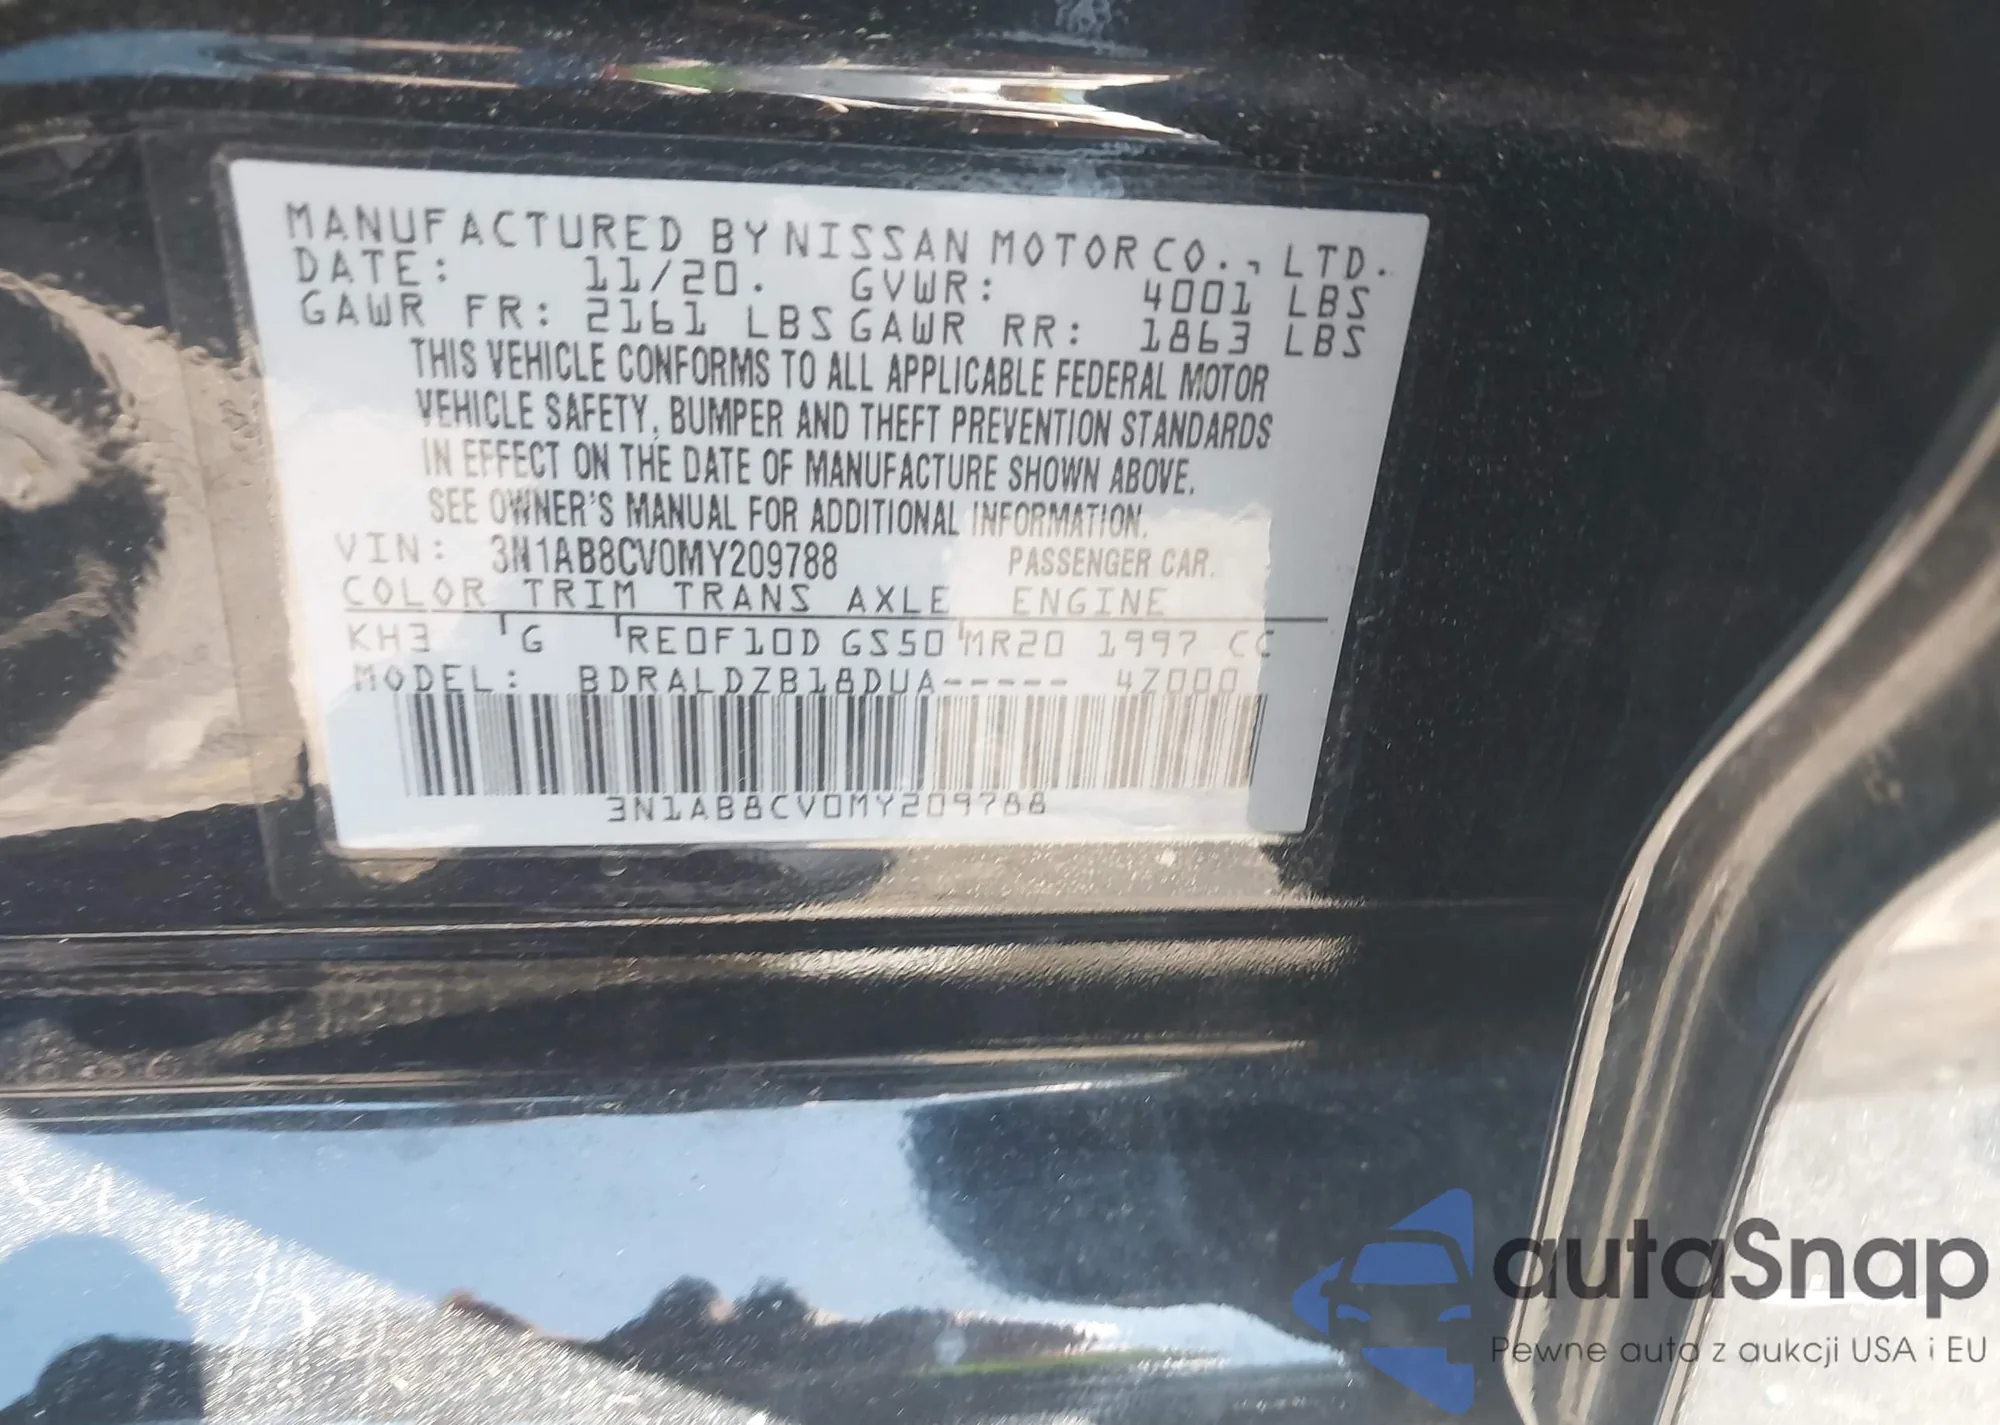 MANUFACTURED BY NISSAN MOTOR CO., LTD.
DATE: 11/20. GVWR: 4001 LBS
GAWR FR: 2161 LBS GAWR RR: 1863 LBS
THIS VEHICLE CONFORMS TO ALL APPLICABLE FEDERAL MOTOR
VEHICLE SAFETY, BUMPER AND THEFT PREVENTION STANDARDS
IN EFFECT ON THE DATE OF MANUFACTURE SHOWN ABOVE.
SEE OWNER'S MANUAL FOR ADDITIONAL INFORMATION.
VIN: 3N1AB8CV0MY209788 PASSENGER CAR.
COLOR TRIM TRANS AXLE ENGINE
KH3 G RE0F10D GS50 MR20 1997 CC
MODEL: BDRALDZB18DUA----- 4Z000
3N1AB8CV0MY209788
autaSnap
Pewne auta z aukcji USA i EU